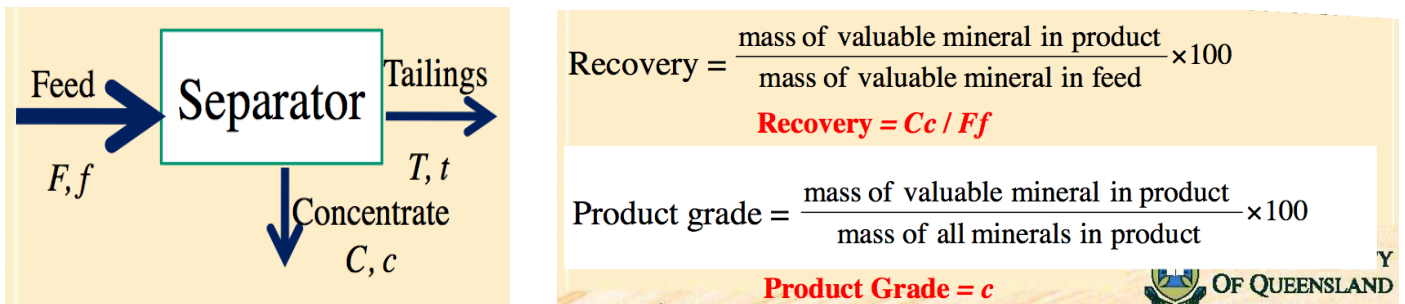 Feed
Separator
Tailings
F, f
T, t
Concentrate
C, c
Recovery = mass of valuable mineral in product / mass of valuable mineral in feed ×100
Recovery = Cc / Ff
Product grade = mass of valuable mineral in product / mass of all minerals in product ×100
Product Grade = c
Y
OF QUEENSLAND